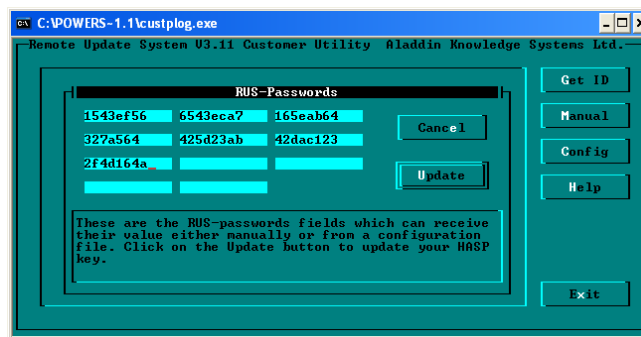 C:\POWERS-1.1\custplog.exe
Remote Update System V3.11 Customer Utility Aladdin Knowledge Systems Ltd.
Get ID
RUS-Passwords
1543ef56 6543eca7 165eab64
Cancel
Manual
327a564 425d23ab 42dac123
Config
2f4d164a_
Update
Help
These are the RUS-passwords fields which can receive
their value either manually or from a configuration
file. Click on the Update button to update your HASP
key.
Exit